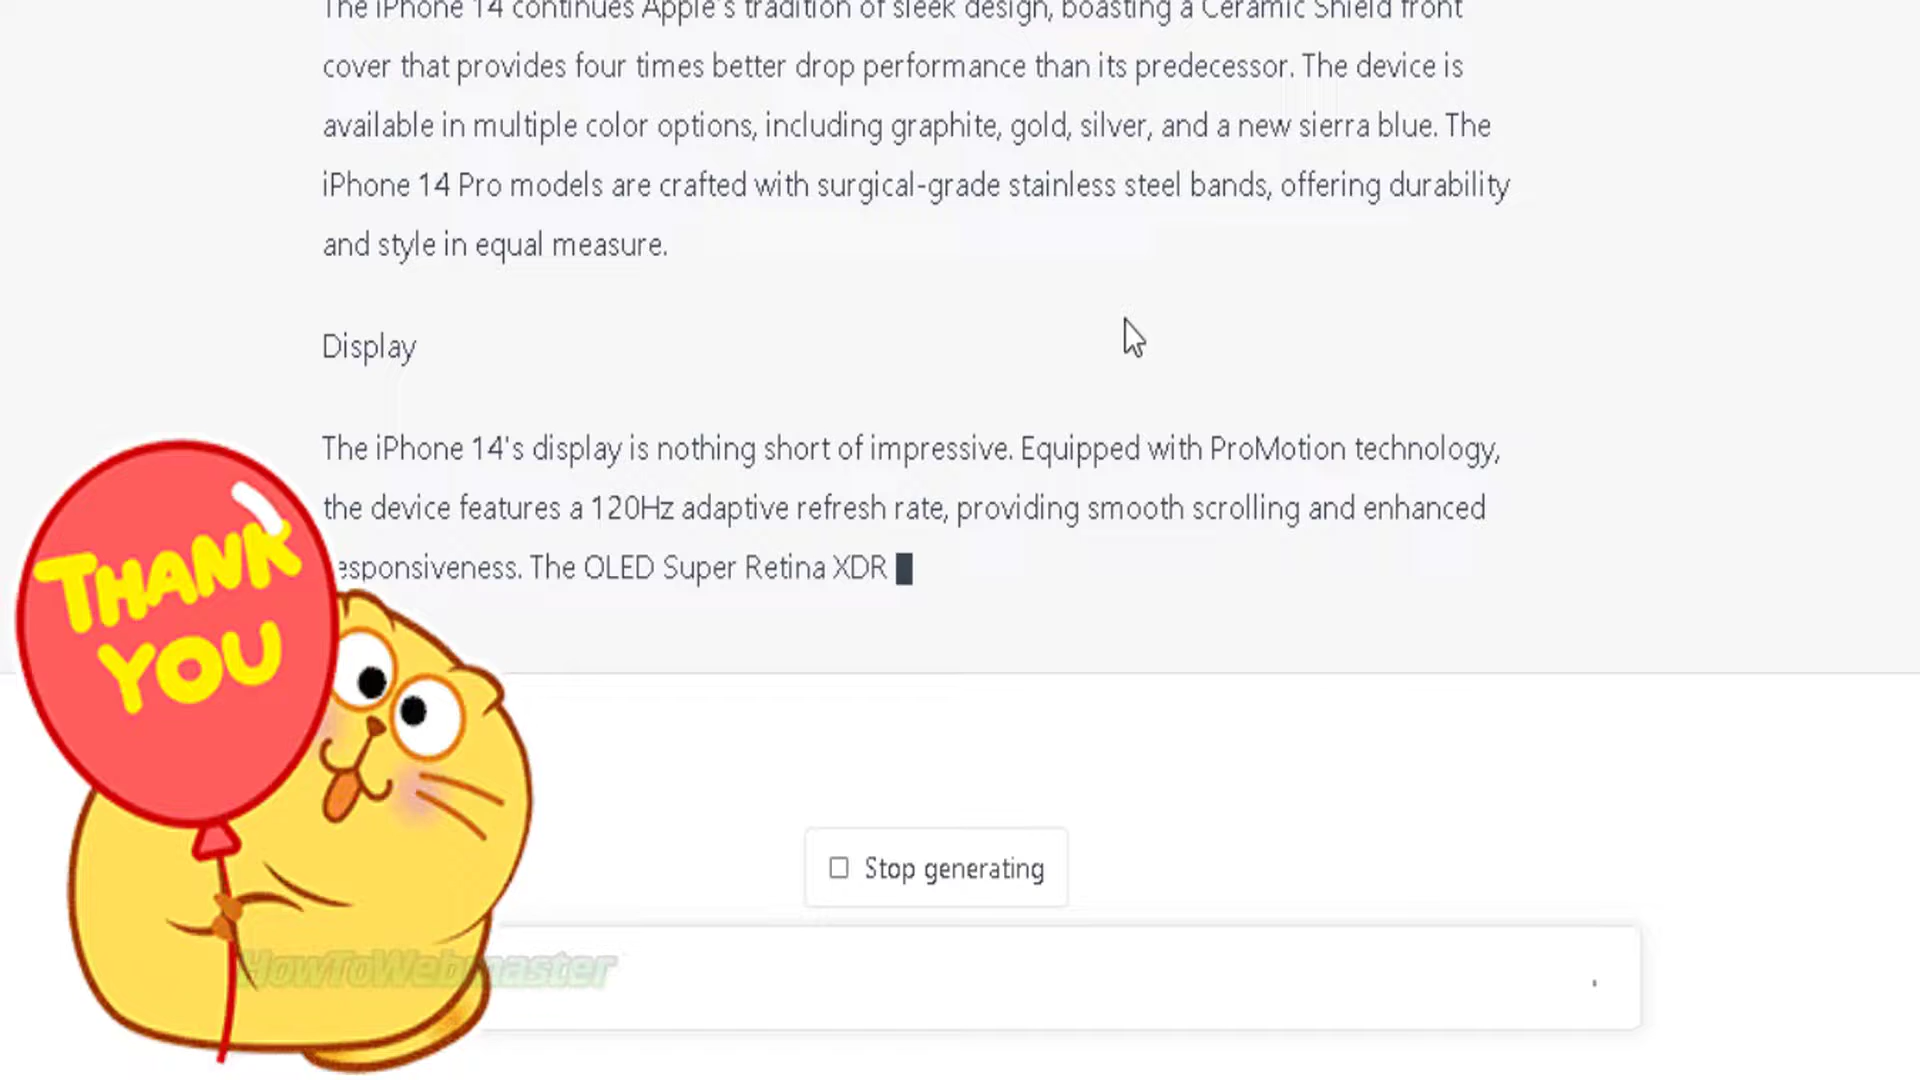 The iPhone 14 continues Apple's tradition of sleek design, boasting a Ceramic Shield front
cover that provides four times better drop performance than its predecessor. The device is
available in multiple color options, including graphite, gold, silver, and a new sierra blue. The
iPhone 14 Pro models are crafted with surgical-grade stainless steel bands, offering durability
and style in equal measure.
Display
The iPhone 14's display is nothing short of impressive. Equipped with ProMotion technology,
the device features a 120Hz adaptive refresh rate, providing smooth scrolling and enhanced
responsiveness. The OLED Super Retina XDR
THANK
YOU
Stop generating
HowToWebmaster